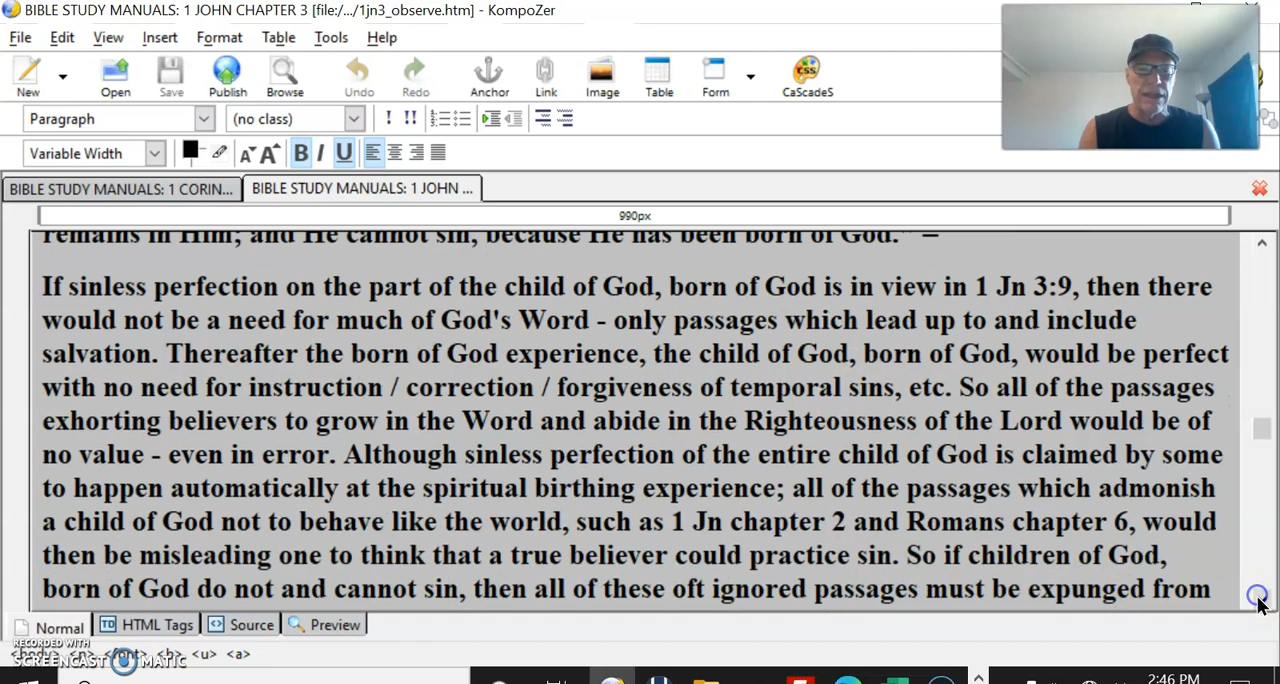 BIBLE STUDY MANUALS: 1 JOHN CHAPTER 3 [file:/.../1jn3_observe.htm] - KompoZer
File Edit View Insert Format Table Tools Help
New Open Save Publish Browse Undo Redo Anchor Link Image Table Form CaScadeS
Paragraph (no class) ! !!
Variable Width A A B I U
BIBLE STUDY MANUALS: 1 CORIN... BIBLE STUDY MANUALS: 1 JOHN ...
990px
remains in Him; and He cannot sin, because He has been born of God." –
If sinless perfection on the part of the child of God, born of God is in view in 1 Jn 3:9, then there
would not be a need for much of God's Word - only passages which lead up to and include
salvation. Thereafter the born of God experience, the child of God, born of God, would be perfect
with no need for instruction / correction / forgiveness of temporal sins, etc. So all of the passages
exhorting believers to grow in the Word and abide in the Righteousness of the Lord would be of
no value - even in error. Although sinless perfection of the entire child of God is claimed by some
to happen automatically at the spiritual birthing experience; all of the passages which admonish
a child of God not to behave like the world, such as 1 Jn chapter 2 and Romans chapter 6, would
then be misleading one to think that a true believer could practice sin. So if children of God,
born of God do not and cannot sin, then all of these oft ignored passages must be expunged from
Normal HTML Tags Source Preview
RECORDED WITH
SCREENCAST MATIC
<body> <p> </font> <b> <u> <a>
2:46 PM